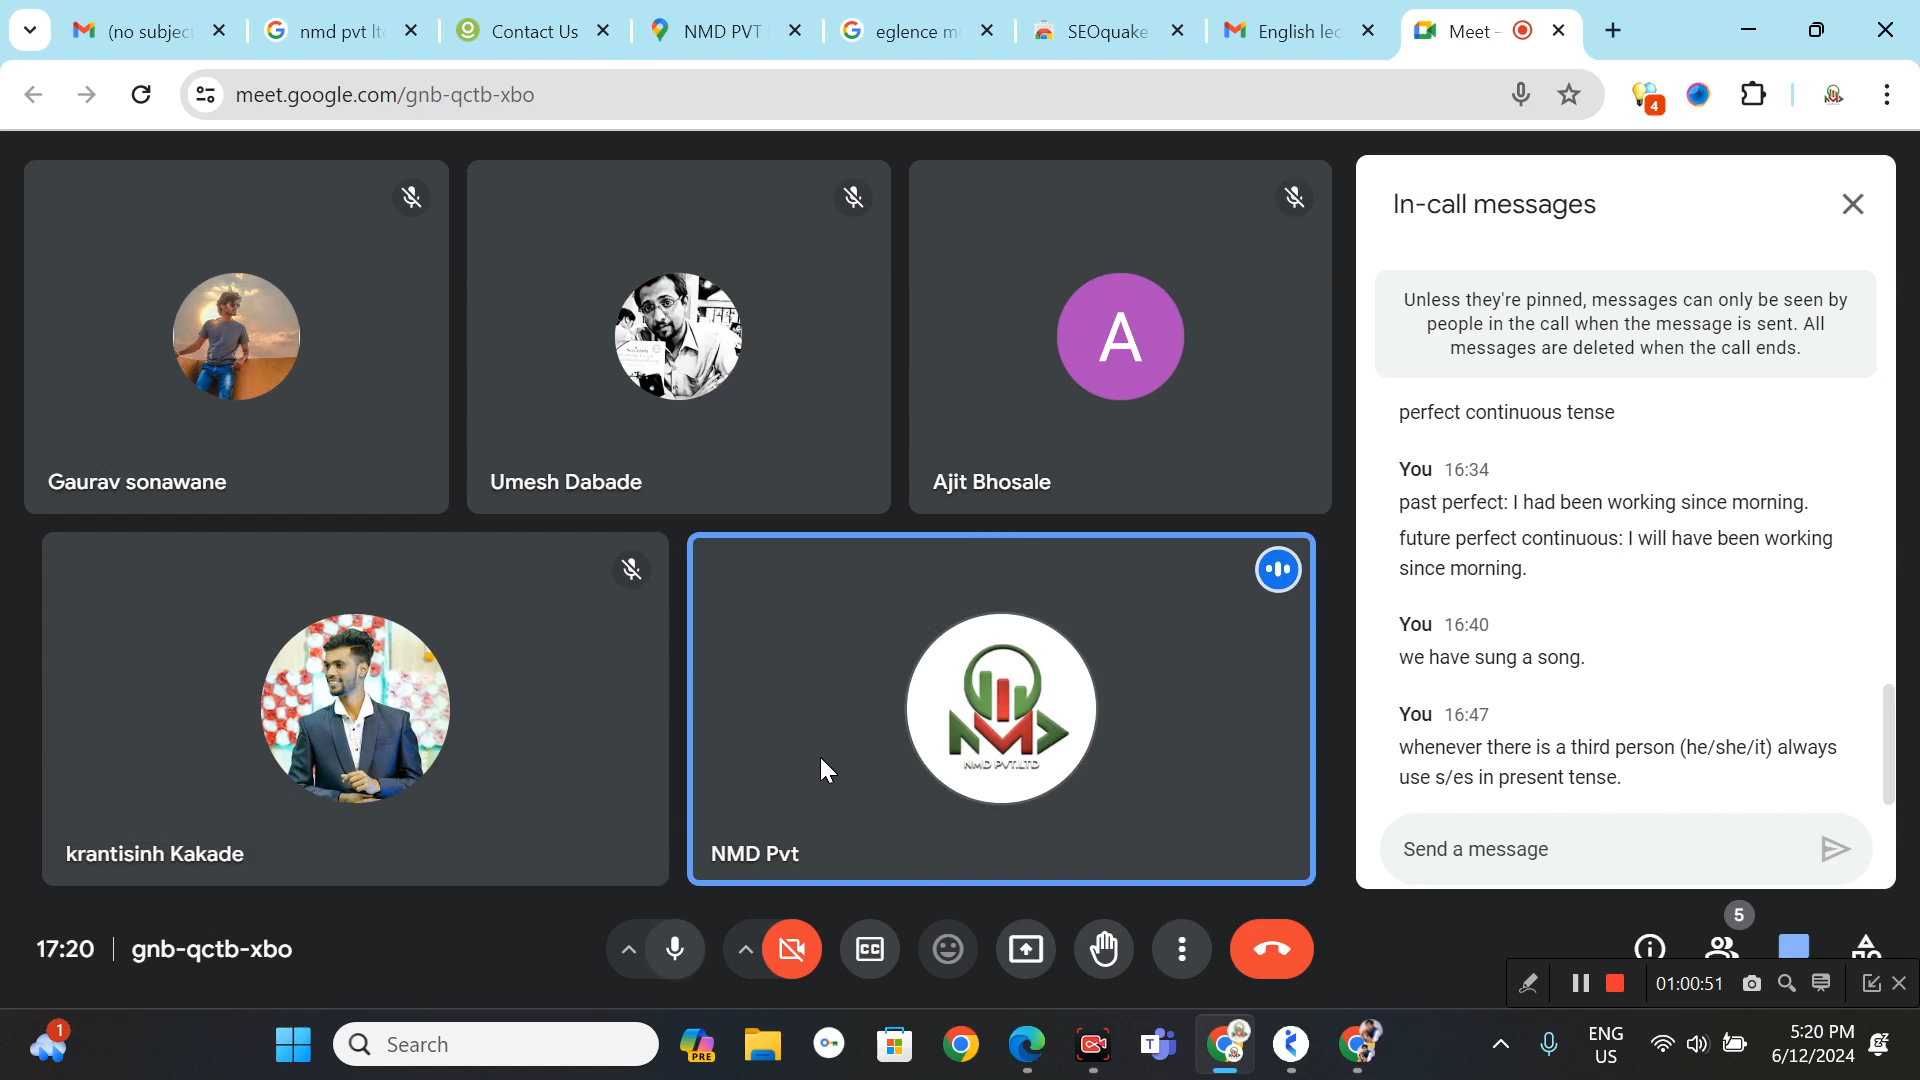 (no subjec
nmd pvt lt
Contact Us
NMD PVT
eglence m
SEOquake
English lec
Meet -
meet.google.com/gnb-qctb-xbo
4
In-call messages
Unless they're pinned, messages can only be seen by
people in the call when the message is sent. All
messages are deleted when the call ends.
perfect continuous tense
You 16:34
past perfect: I had been working since morning.
future perfect continuous: I will have been working
since morning.
You 16:40
we have sung a song.
You 16:47
whenever there is a third person (he/she/it) always
use s/es in present tense.
Send a message
Gaurav sonawane
Umesh Dabade
A
Ajit Bhosale
krantisinh Kakade
NMD PVT.LTD
NMD Pvt
17:20
gnb-qctb-xbo
CC
5
01:00:51
1
Search
PRE
T
ENG
US
5:20 PM
6/12/2024